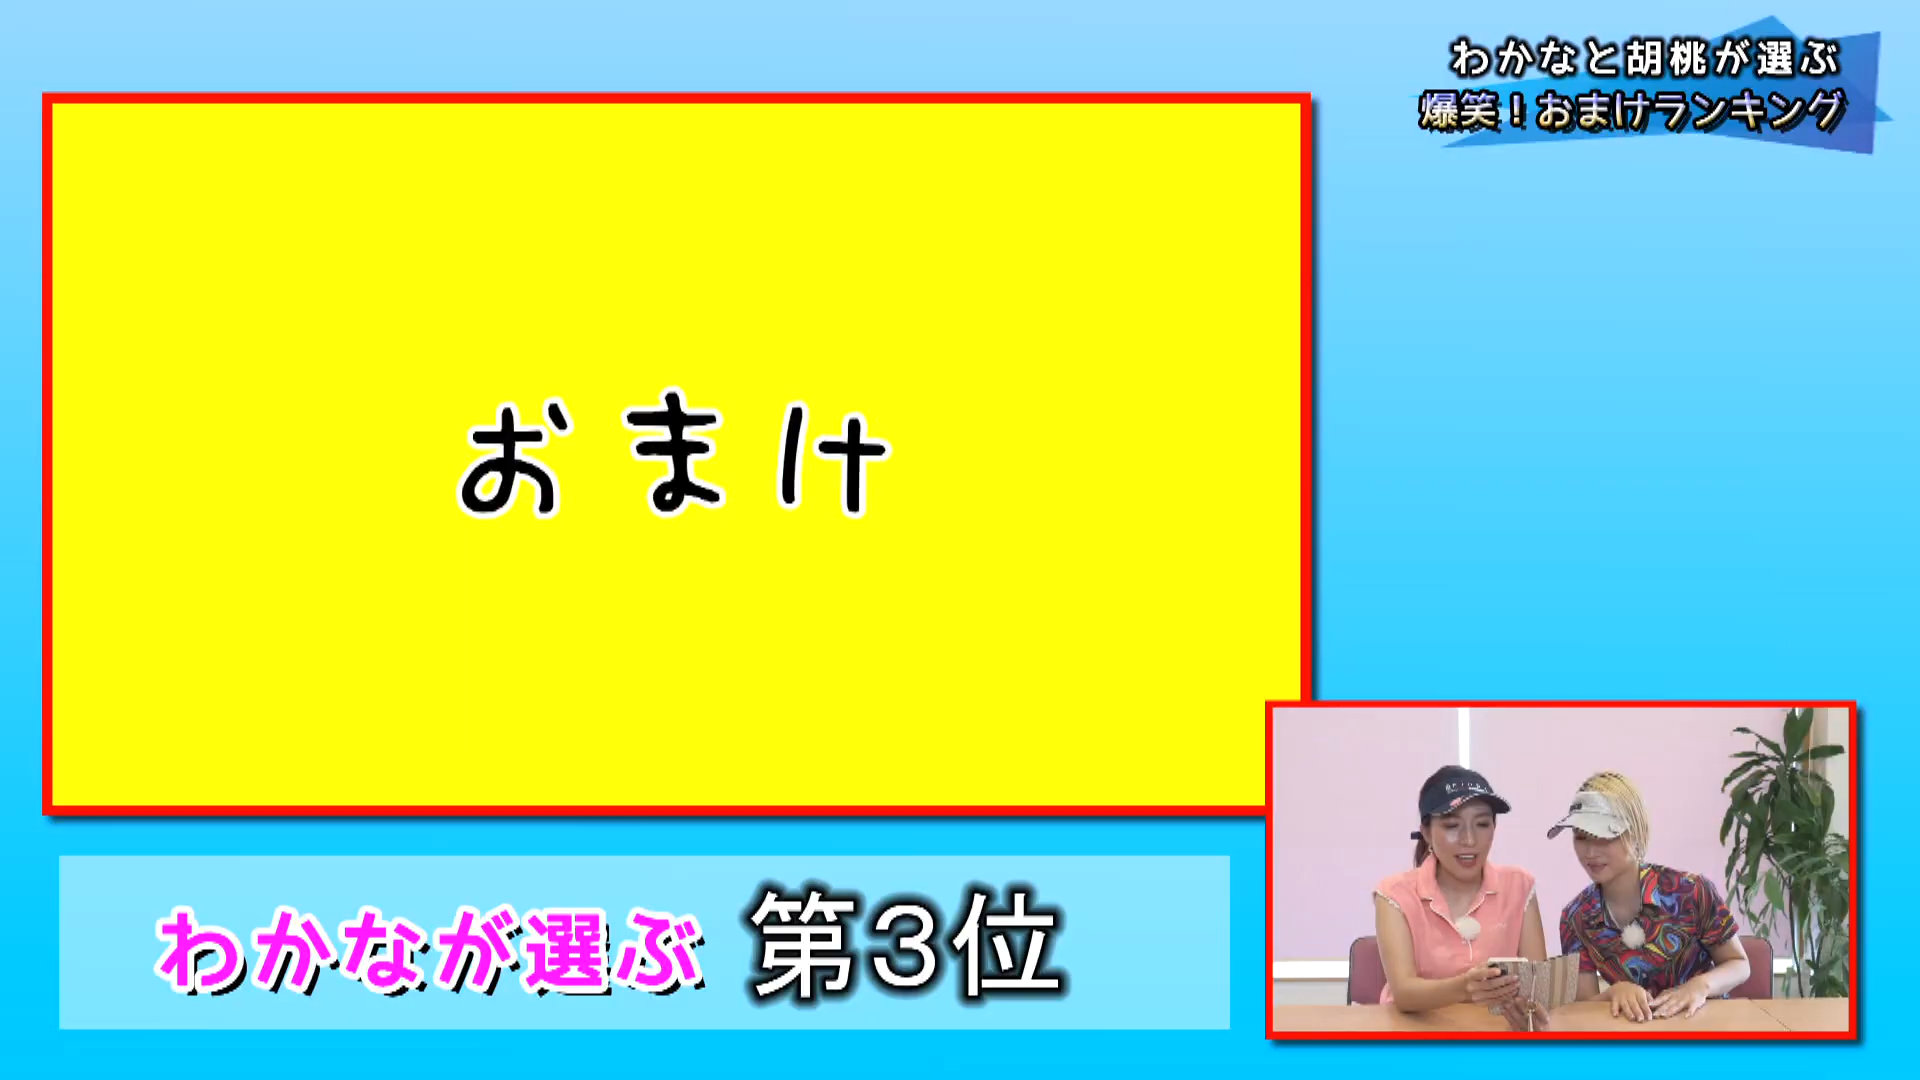 わかなと胡桃が選ぶ
爆笑！おまけランキング
おまけ
わかなが選ぶ 第3位